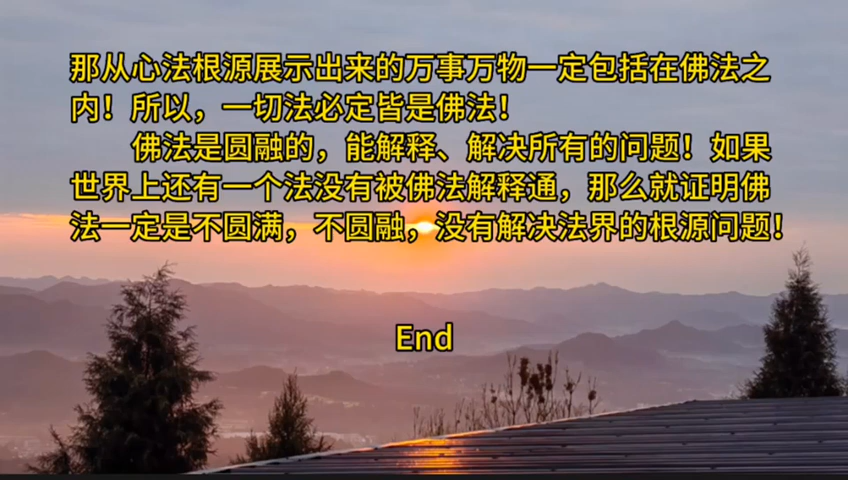 那从心法根源展示出来的万事万物一定包括在佛法之
内！所以，一切法必定皆是佛法！
佛法是圆融的，能解释、解决所有的问题！如果
世界上还有一个法没有被佛法解释通，那么就证明佛
法一定是不圆满，不圆融，没有解决法界的根源问题！
End